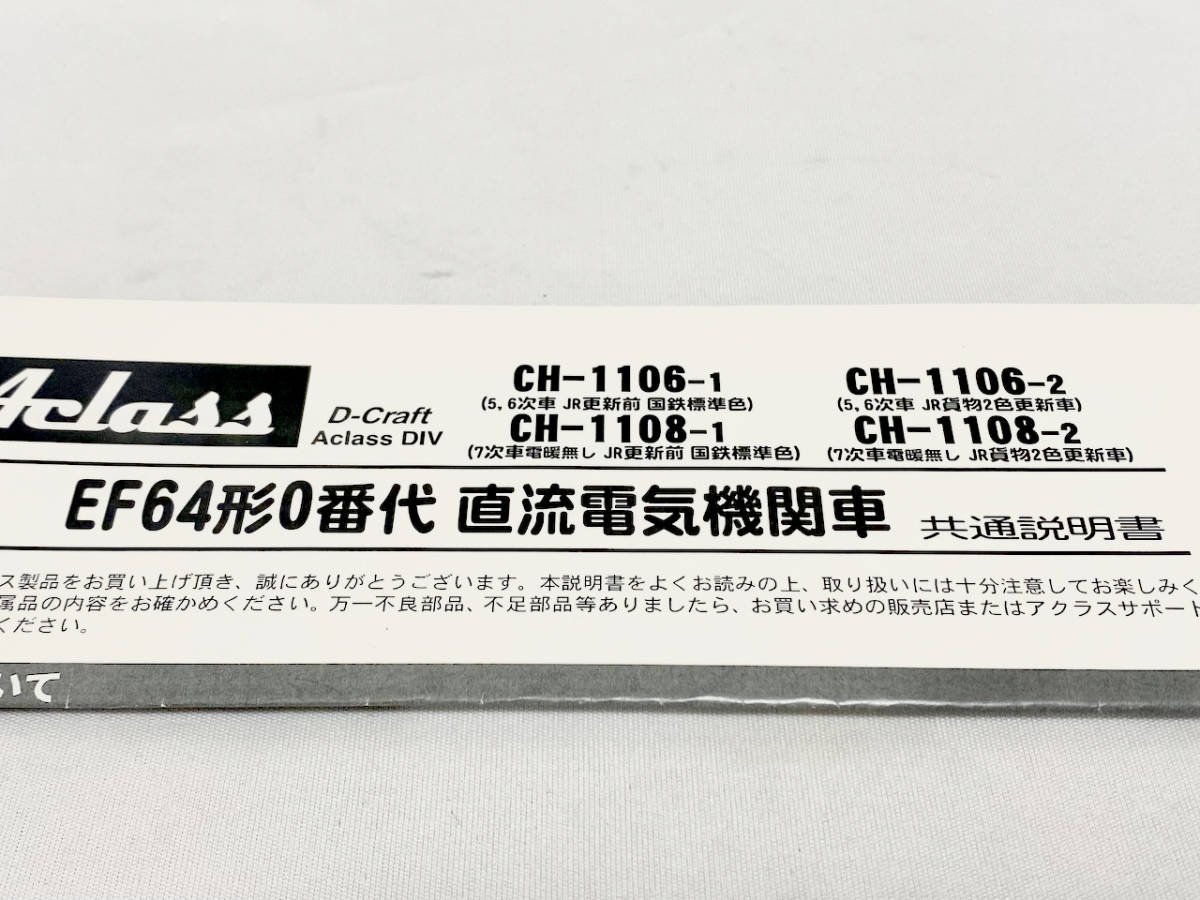 Aclass
D-Craft
Aclass DIV
CH-1106-1
(5,6次車 JR更新前 国鉄標準色)
CH-1108-1
(7次車電暖無し JR更新前 国鉄標準色)
CH-1106-2
(5,6次車 JR貨物2色更新車)
CH-1108-2
(7次車電暖無し JR貨物2色更新車)
EF64形0番代 直流電気機関車 共通説明書
ス製品をお買い上げ頂き、誠にありがとうございます。本説明書をよくお読みの上、取り扱いには十分注意してお楽しみく
属品の内容をお確かめください。万一不良部品、不足部品等ありましたら、お買い求めの販売店またはアクラスサポート
ください。
いて